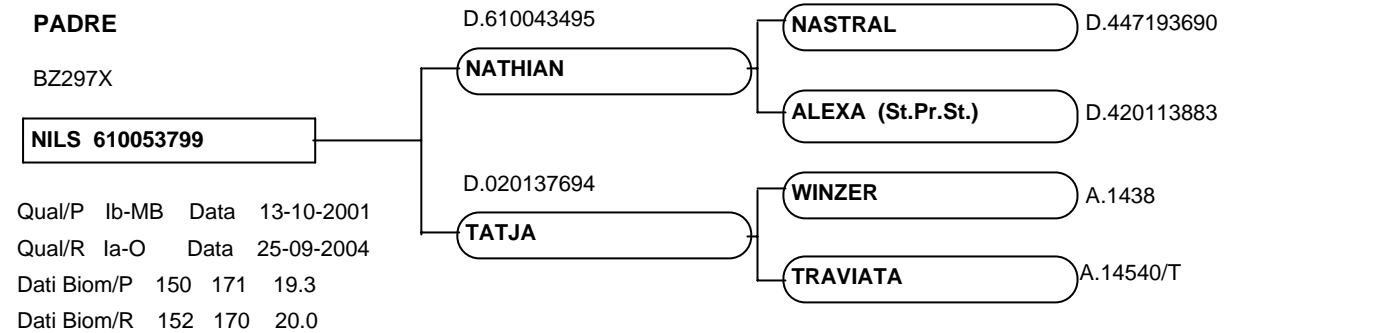 PADRE
BZ297X
NILS 610053799
Qual/P Ib-MB Data 13-10-2001
Qual/R Ia-O Data 25-09-2004
Dati Biom/P 150 171 19.3
Dati Biom/R 152 170 20.0
D.610043495
NATHIAN
D.020137694
TATJA
NASTRAL D.447193690
ALEXA (St.Pr.St.) D.420113883
WINZER A.1438
TRAVIATA A.14540/T